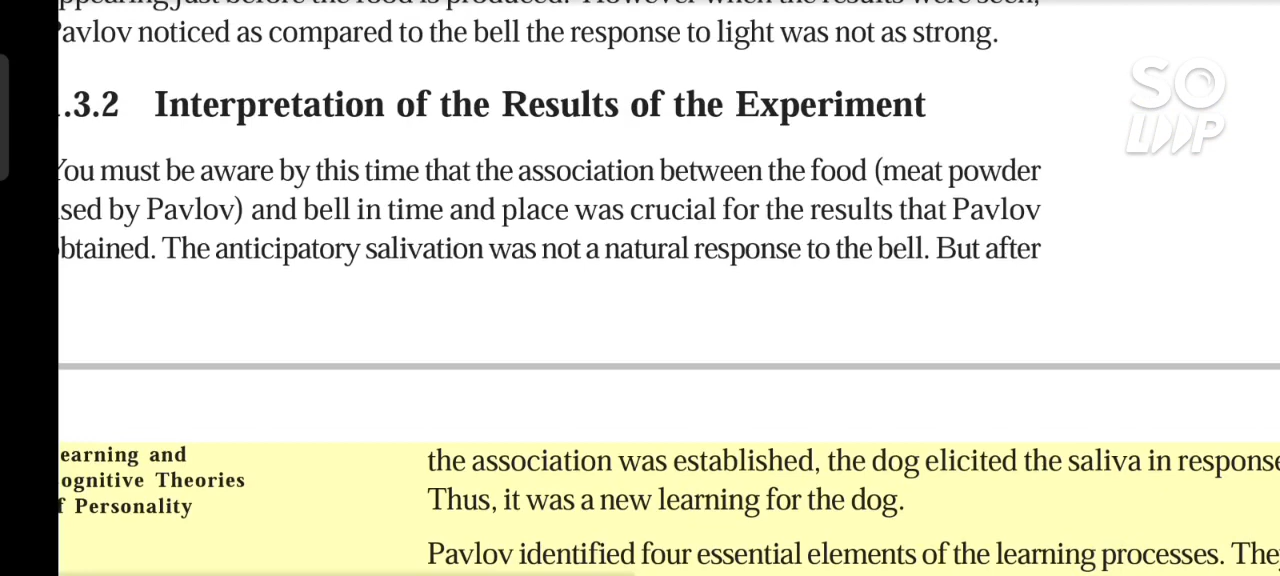 Pavlov noticed as compared to the bell the response to light was not as strong.
SO
LOOP
.3.2 Interpretation of the Results of the Experiment
You must be aware by this time that the association between the food (meat powder
sed by Pavlov) and bell in time and place was crucial for the results that Pavlov
btained. The anticipatory salivation was not a natural response to the bell. But after
earning and
ognitive Theories
f Personality
the association was established, the dog elicited the saliva in response
Thus, it was a new learning for the dog.
Pavlov identified four essential elements of the learning processes. They